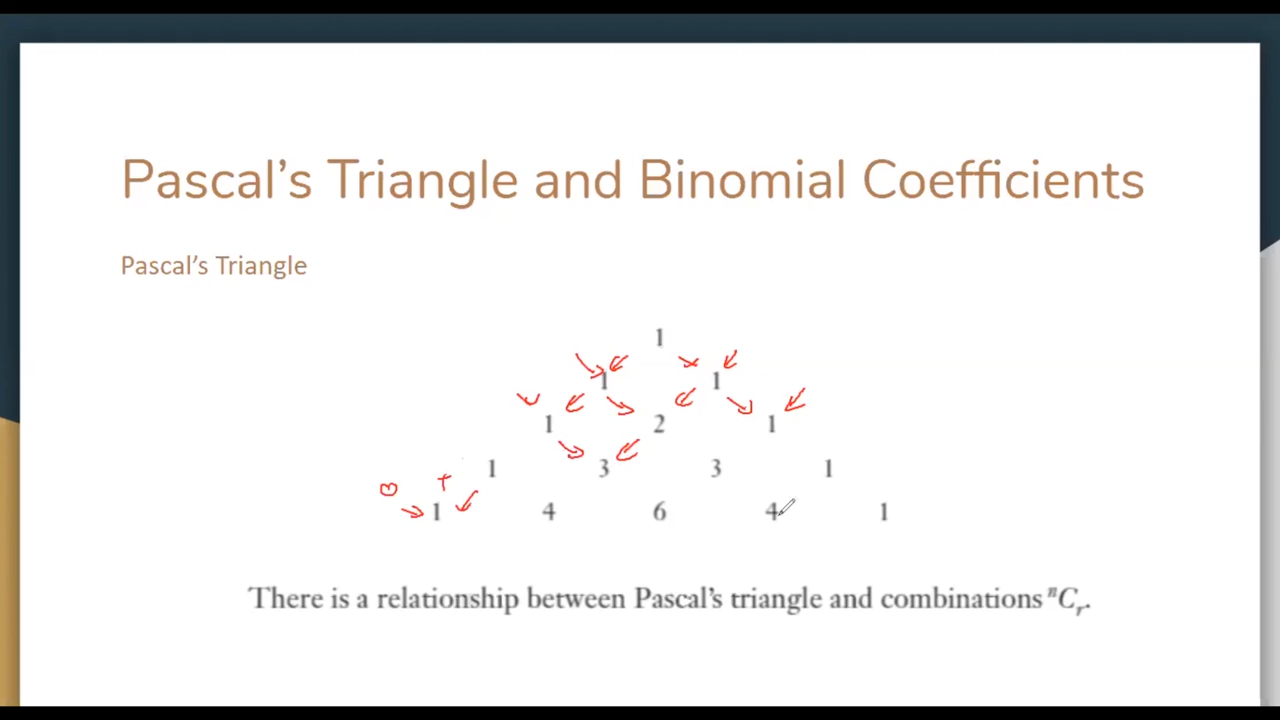 Pascal's Triangle and Binomial Coefficients
Pascal's Triangle
1
1 1
1 2 1
1 3 3 1
0 +
1 4 6 4 1
There is a relationship between Pascal's triangle and combinations ⁿCᵣ.